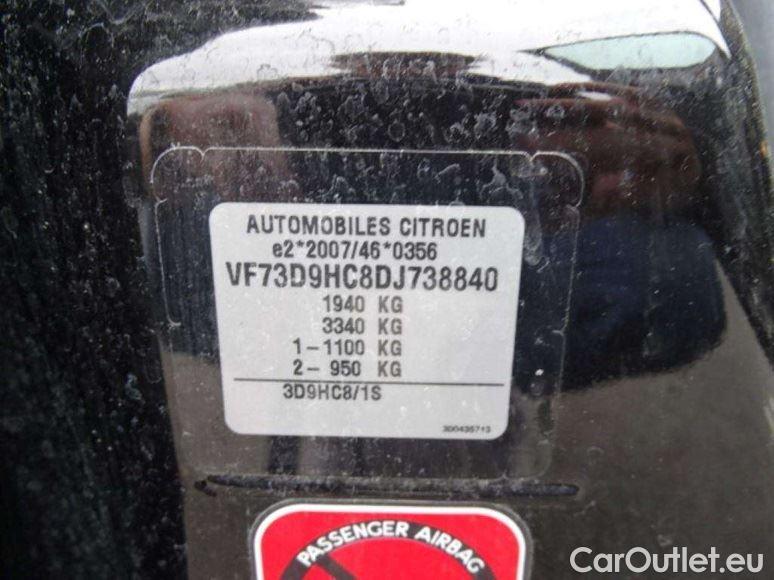 AUTOMOBILES CITROEN
e2*2007/46*0356
VF73D9HC8DJ738840
1940 KG
3340 KG
1-1100 KG
2- 950 KG
3D9HC8/1S
300435713
PASSENGER AIRBAG
CarOutlet.eu